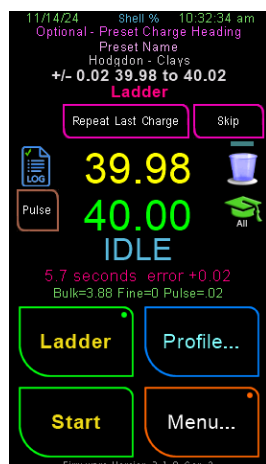 11/14/24 Shell % 10:32:34 am
Optional - Preset Charge Heading
Preset Name
Hodgdon - Clays
+/- 0.02 39.98 to 40.02
Ladder
Repeat Last Charge Skip
LOG 39.98
Pulse 40.00 All
IDLE
5.7 seconds error +0.02
Bulk=3.88 Fine=0 Pulse=.02
Ladder Profile...
Start Menu...